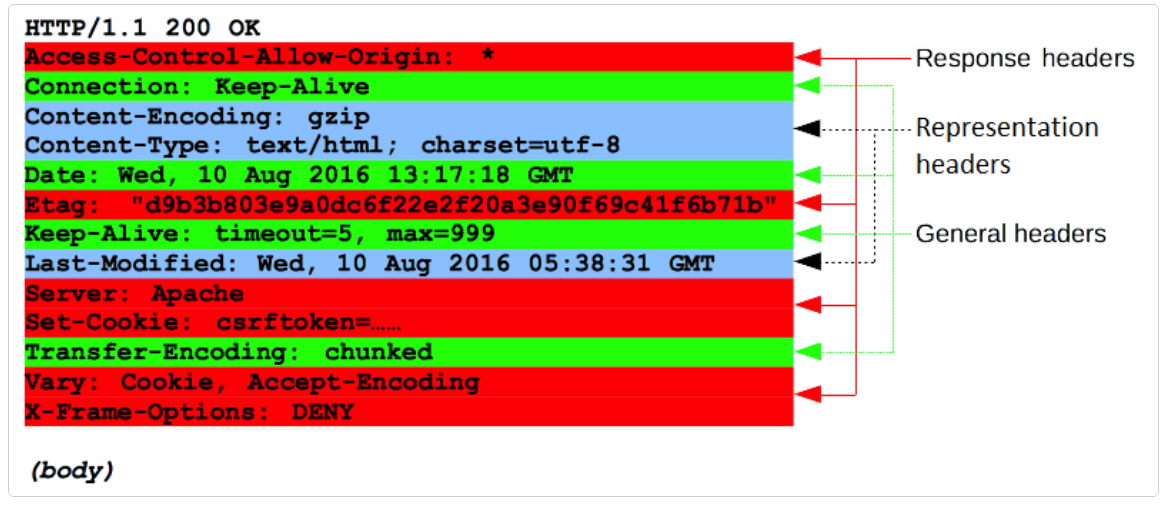 HTTP/1.1 200 OK
Access-Control-Allow-Origin: *
Connection: Keep-Alive
Content-Encoding: gzip
Content-Type: text/html; charset=utf-8
Date: Wed, 10 Aug 2016 13:17:18 GMT
Etag: "d9b3b803e9a0dc6f22e2f20a3e90f69c41f6b71b"
Keep-Alive: timeout=5, max=999
Last-Modified: Wed, 10 Aug 2016 05:38:31 GMT
Server: Apache
Set-Cookie: csrftoken=……
Transfer-Encoding: chunked
Vary: Cookie, Accept-Encoding
X-Frame-Options: DENY
(body)
Response headers
Representation
headers
General headers